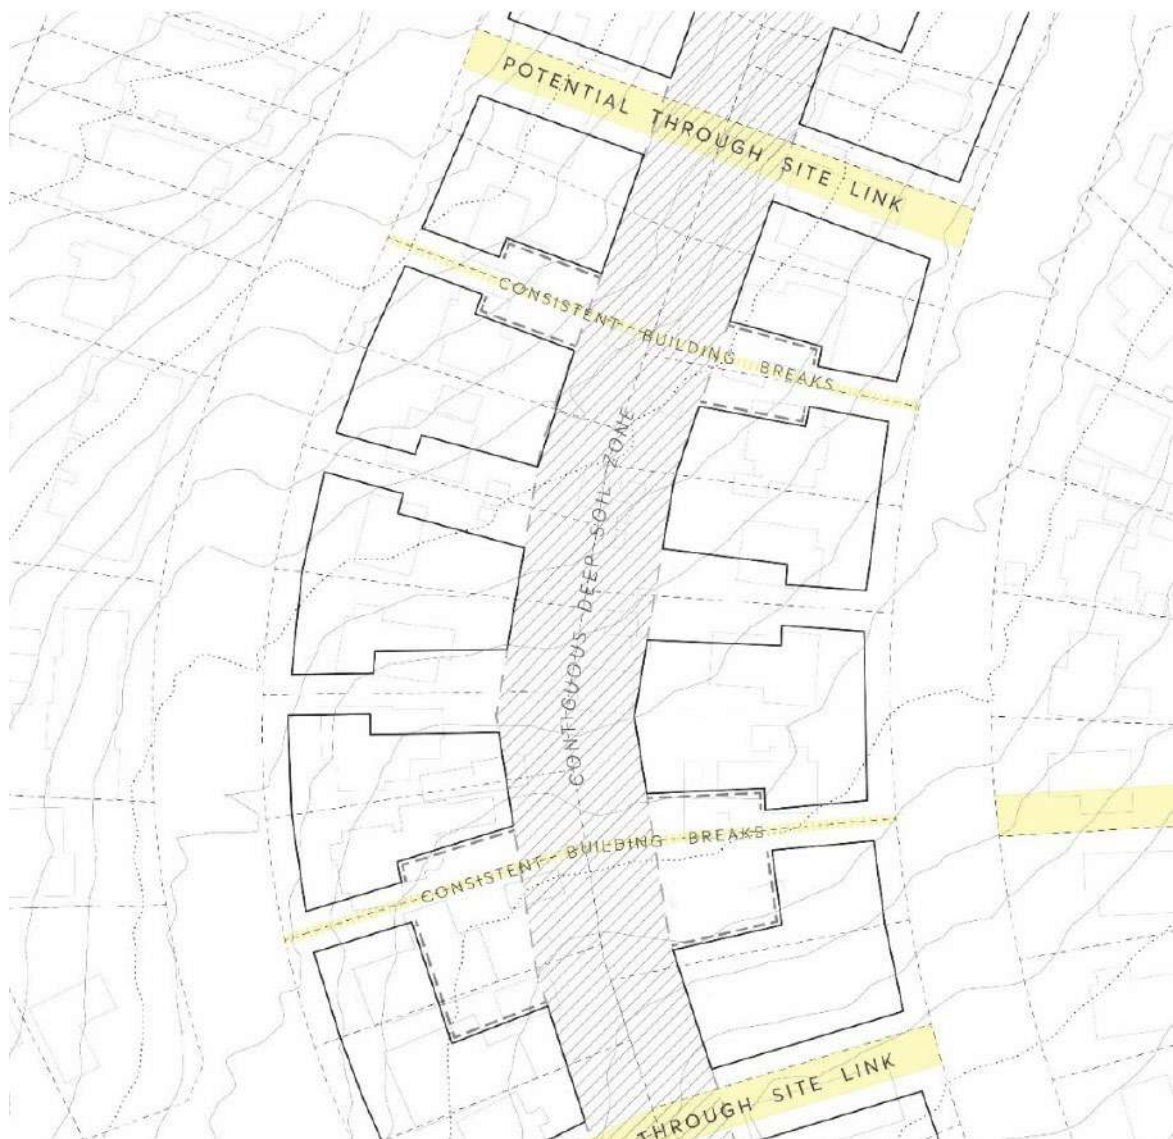 POTENTIAL THROUGH SITE LINK
CONSISTENT BUILDING BREAKS
CONTIGUOUS DEEP SOIL ZONE
CONSISTENT BUILDING BREAKS
THROUGH SITE LINK